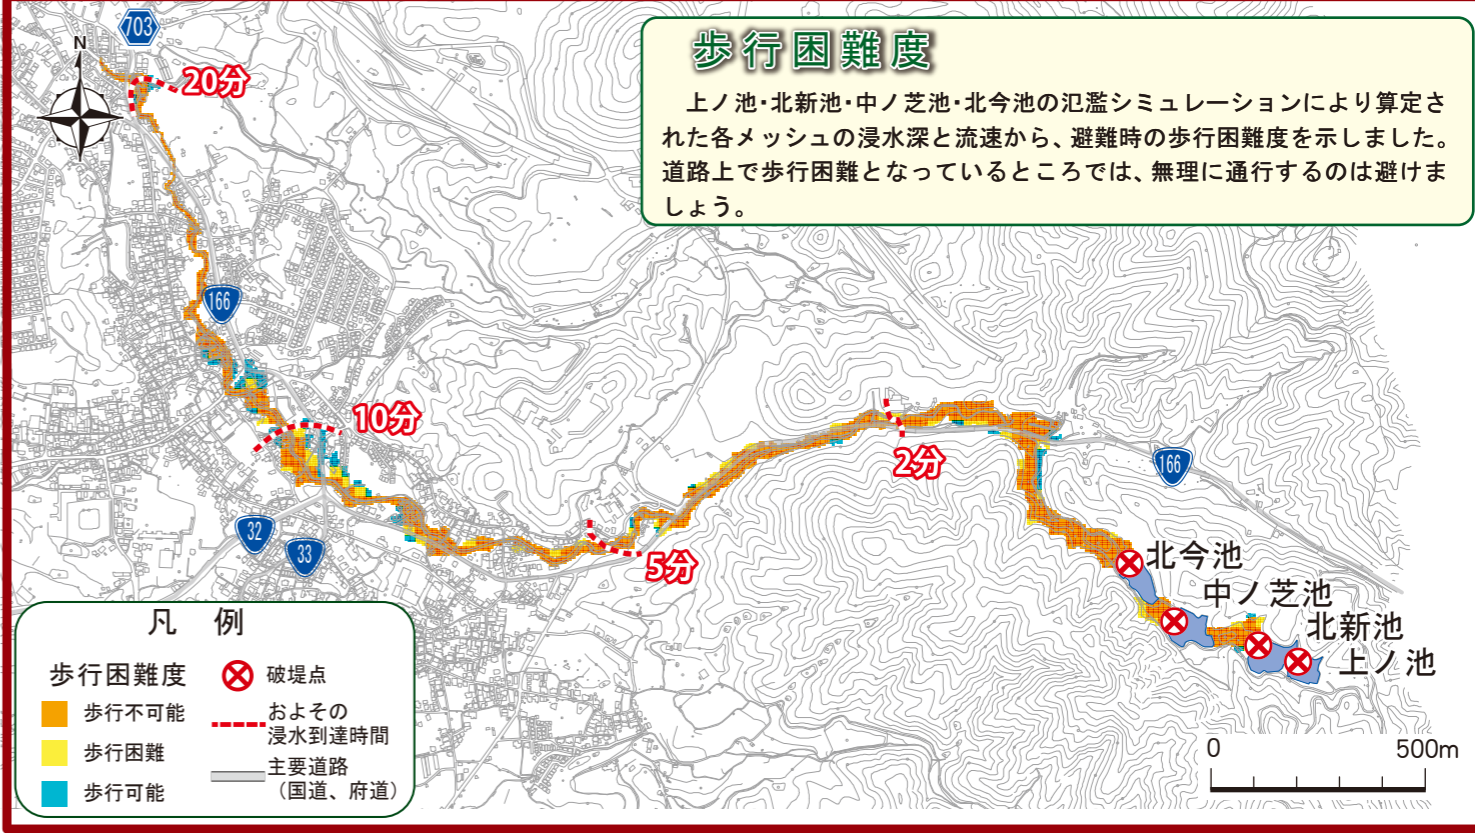 歩行困難度
上ノ池・北新池・中ノ芝池・北今池の氾濫シミュレーションにより算定さ
れた各メッシュの浸水深と流速から、避難時の歩行困難度を示しました。
道路上で歩行困難となっているところでは、無理に通行するのは避けま
しょう。
703
N
20分
166
10分
2分
166
32
33
5分
北今池
中ノ芝池
北新池
上ノ池
凡 例
歩行困難度
歩行不可能
歩行困難
歩行可能
破堤点
およその
浸水到達時間
主要道路
（国道、府道）
0 500m